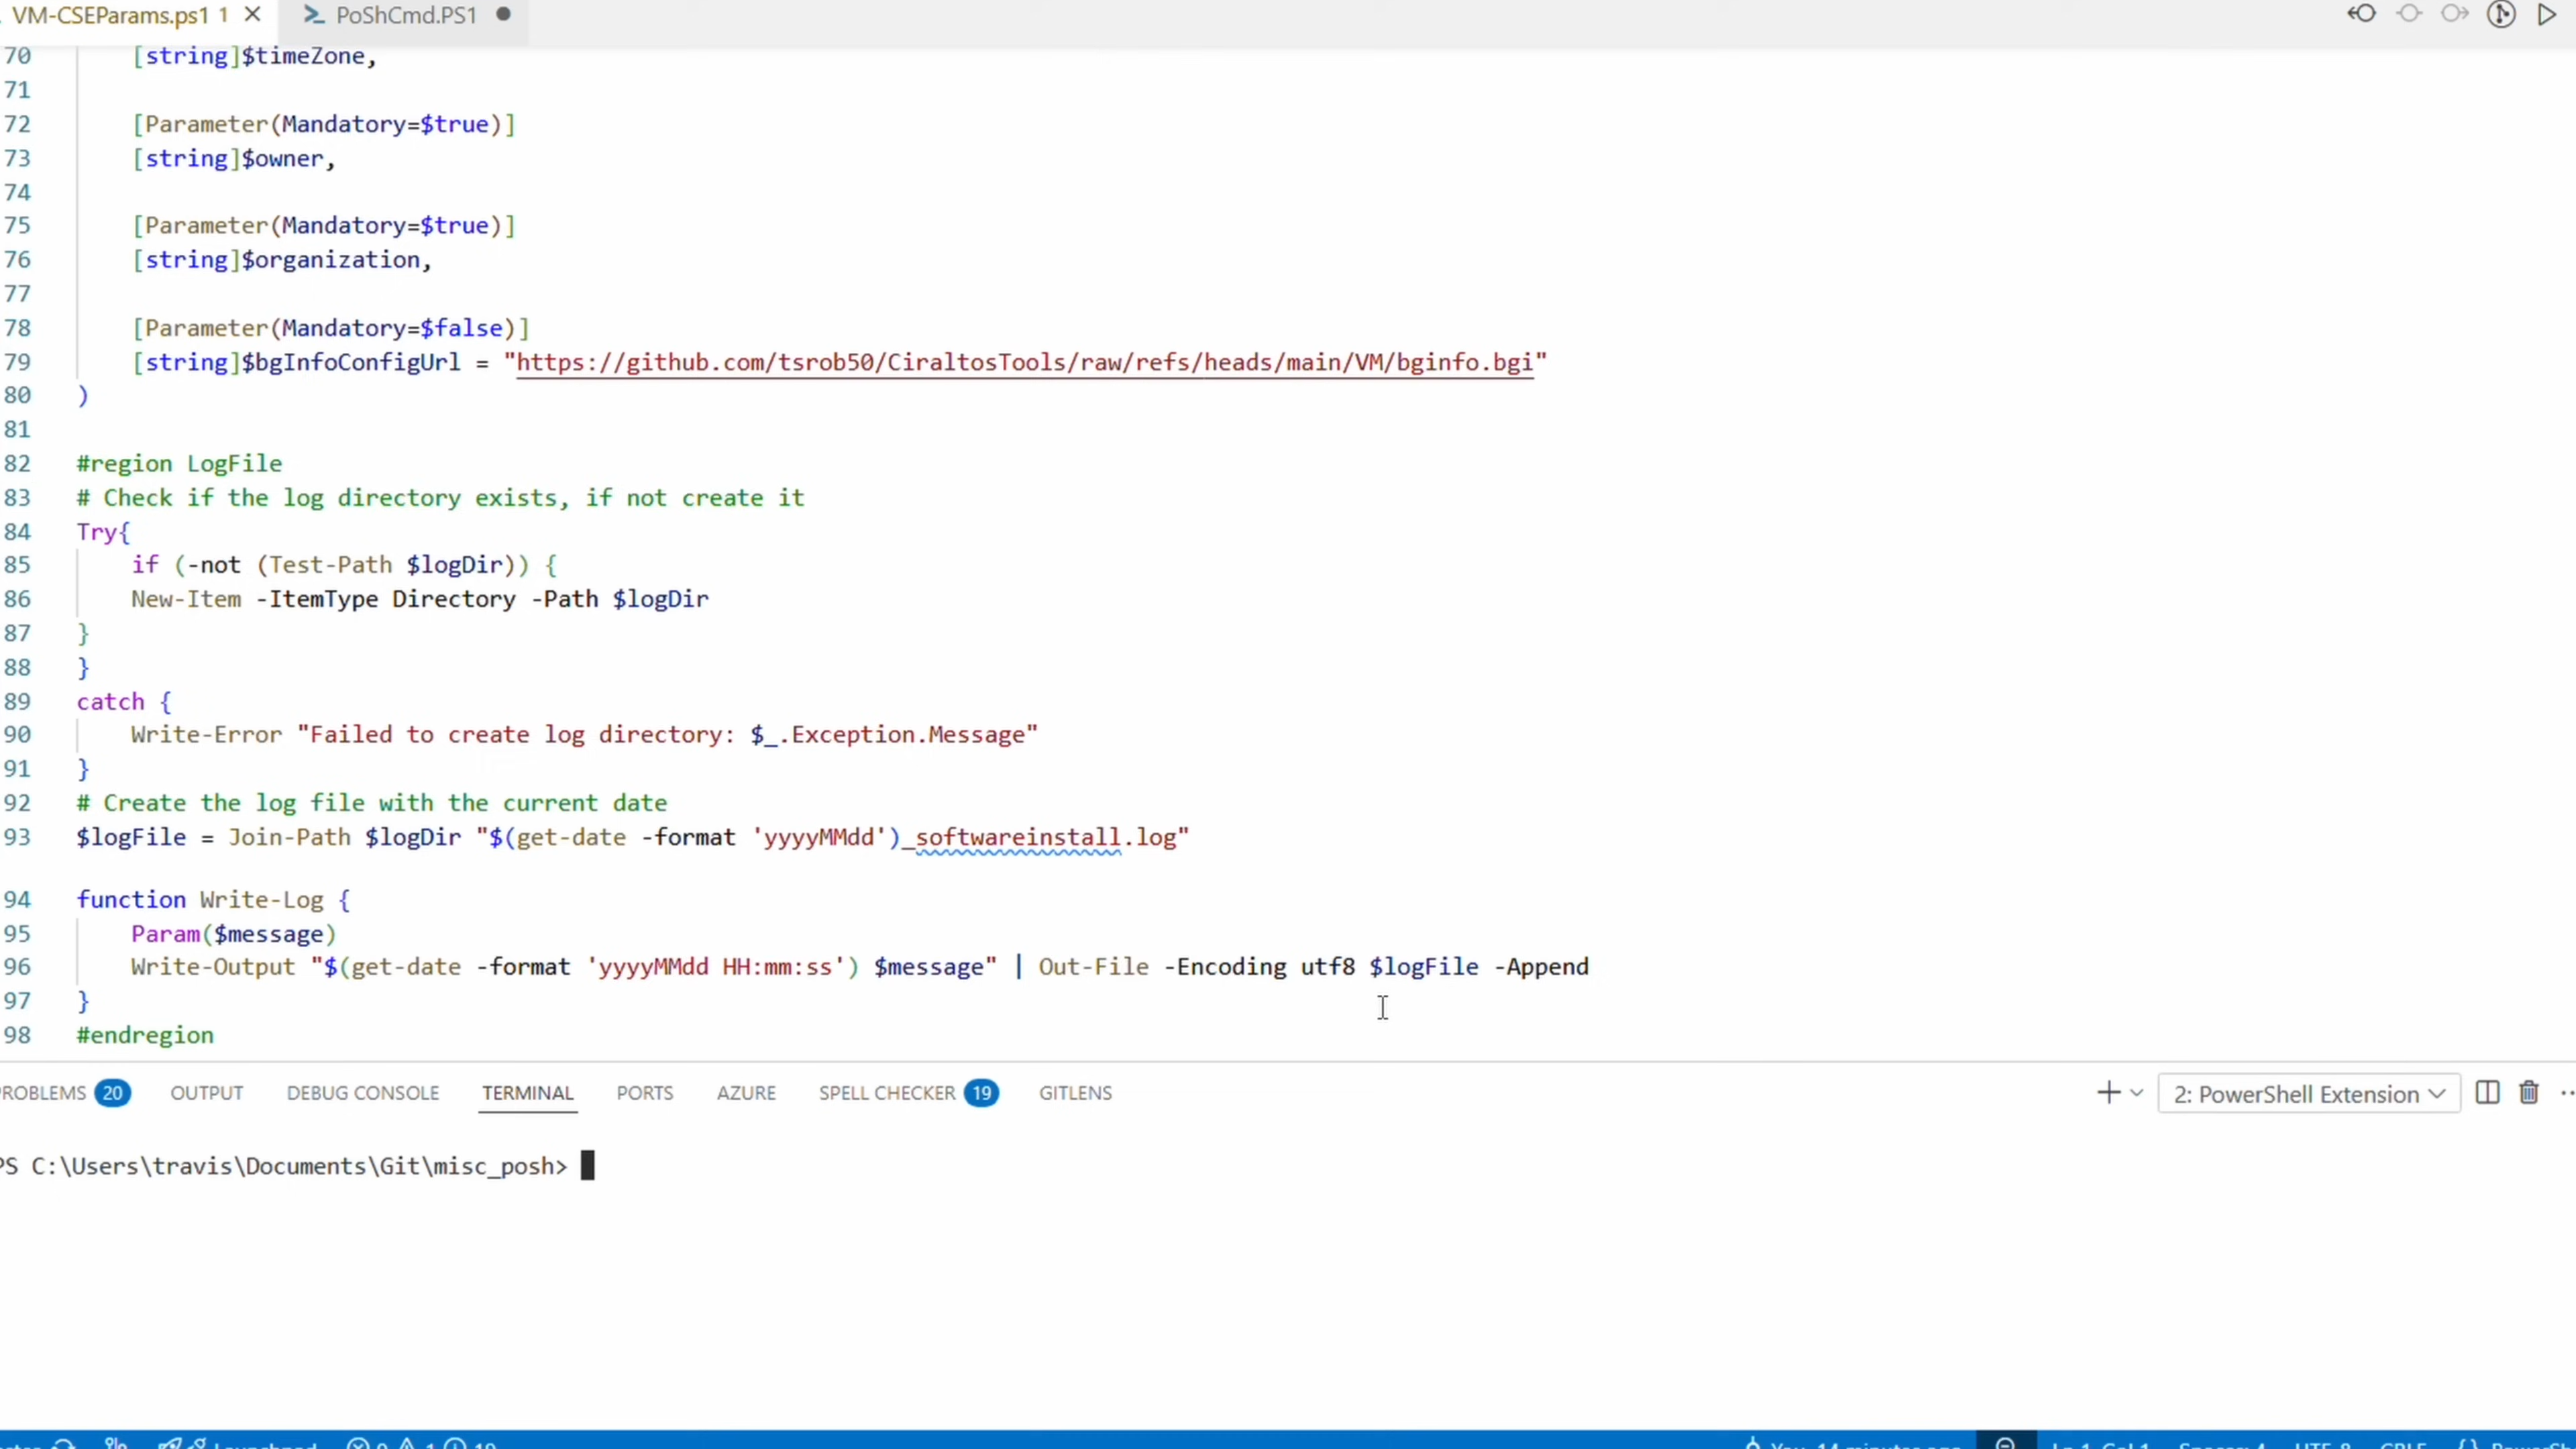 VM-CSEParams.ps1 1 PoShCmd.PS1
70 [string]$timeZone,
71
72 [Parameter(Mandatory=$true)]
73 [string]$owner,
74
75 [Parameter(Mandatory=$true)]
76 [string]$organization,
77
78 [Parameter(Mandatory=$false)]
79 [string]$bgInfoConfigUrl = "https://github.com/tsrob50/CiraltosTools/raw/refs/heads/main/VM/bginfo.bgi"
80 )
81
82 #region LogFile
83 # Check if the log directory exists, if not create it
84 Try{
85 if (-not (Test-Path $logDir)) {
86 New-Item -ItemType Directory -Path $logDir
87 }
88 }
89 catch {
90 Write-Error "Failed to create log directory: $_.Exception.Message"
91 }
92 # Create the log file with the current date
93 $logFile = Join-Path $logDir "$(get-date -format 'yyyyMMdd')_softwareinstall.log"
94 function Write-Log {
95 Param($message)
96 Write-Output "$(get-date -format 'yyyyMMdd HH:mm:ss') $message" | Out-File -Encoding utf8 $logFile -Append
97 }
98 #endregion
ROBLEMS 20 OUTPUT DEBUG CONSOLE TERMINAL PORTS AZURE SPELL CHECKER 19 GITLENS 2: PowerShell Extension
PS C:\Users\travis\Documents\Git\misc_posh>